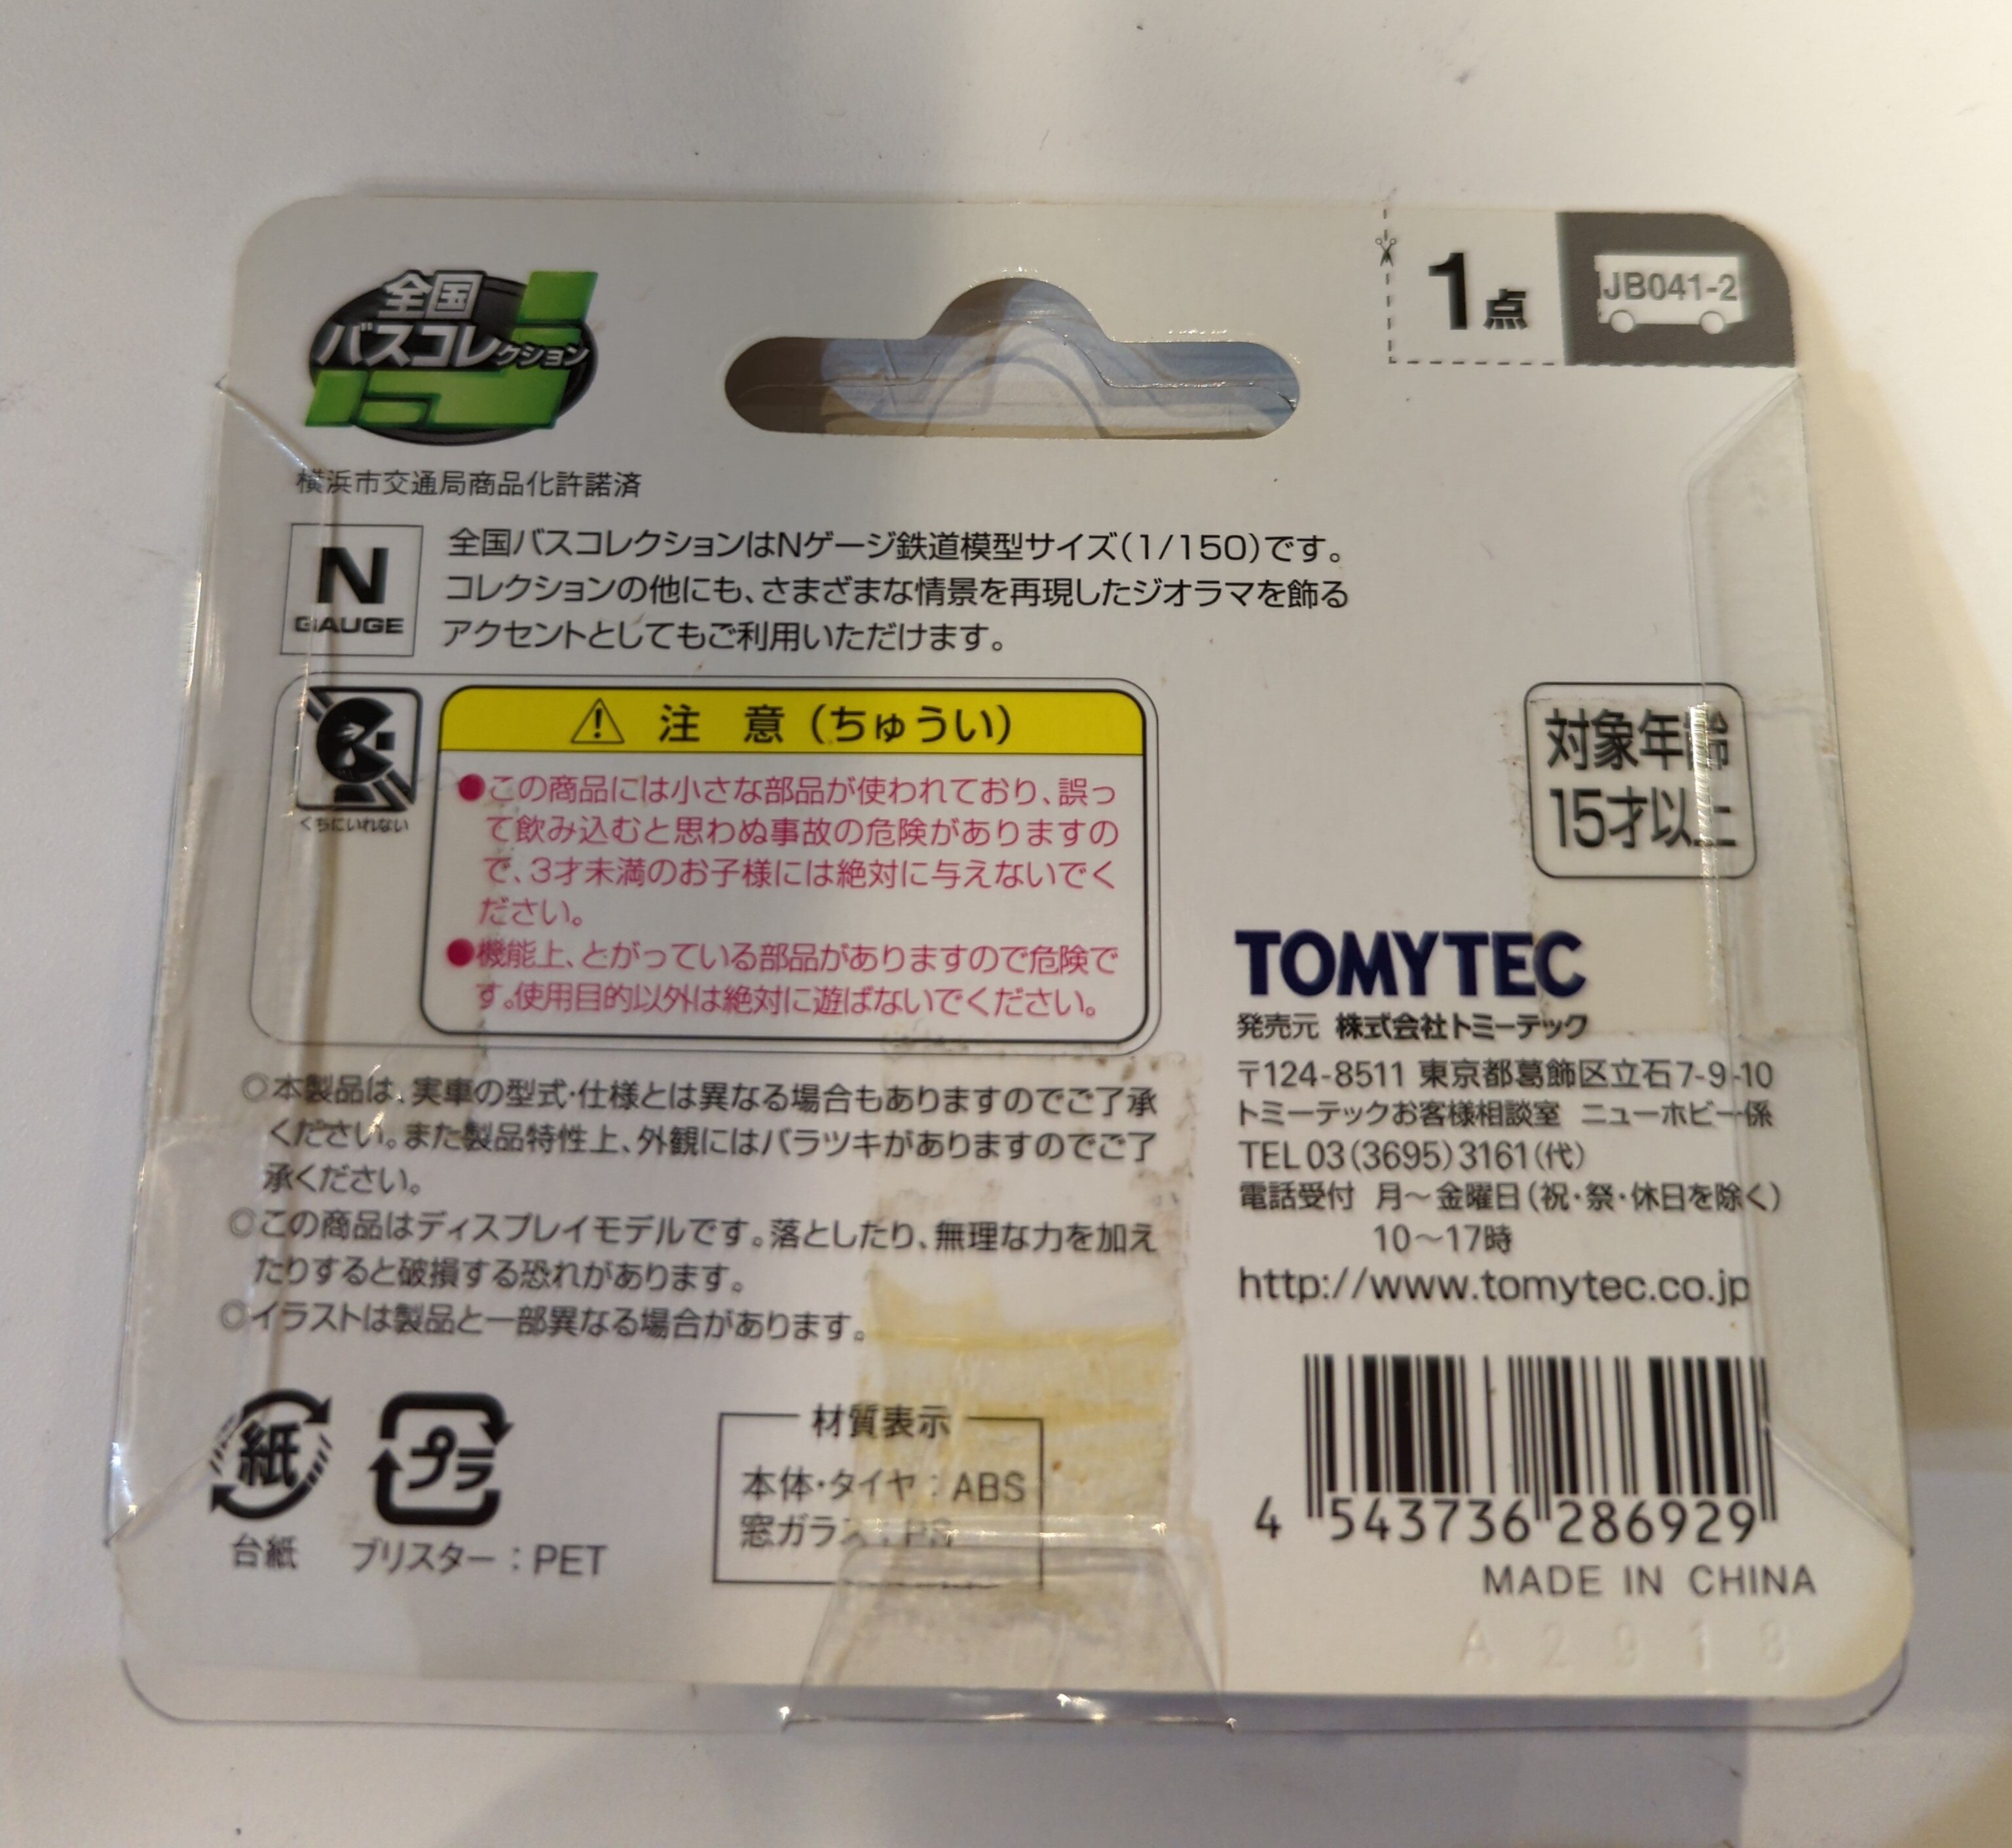 全国
バスコレクション
1点
JB041-2
横浜市交通局商品化許諾済
N
GAUGE
全国バスコレクションはNゲージ鉄道模型サイズ(1/150)です。
コレクションの他にも、さまざまな情景を再現したジオラマを飾る
アクセントとしてもご利用いただけます。
くちにいれない
注 意(ちゅうい)
●この商品には小さな部品が使われており、誤っ
て飲み込むと思わぬ事故の危険がありますの
で、3才未満のお子様には絶対に与えないでく
ださい。
●機能上、とがっている部品がありますので危険で
す。使用目的以外は絶対に遊ばないでください。
対象年齢
15才以上
◎本製品は、実車の型式・仕様とは異なる場合もありますのでご了承
ください。また製品特性上、外観にはバラツキがありますのでご了
承ください。
◎この商品はディスプレイモデルです。落としたり、無理な力を加え
たりすると破損する恐れがあります。
◎イラストは製品と一部異なる場合があります。
TOMYTEC
発売元 株式会社トミーテック
〒124-8511 東京都葛飾区立石7-9-10
トミーテックお客様相談室 ニューホビー係
TEL 03(3695)3161(代)
電話受付 月〜金曜日(祝・祭・休日を除く)
10〜17時
http://www.tomytec.co.jp
紙
台紙
プラ
ブリスター:PET
材質表示
本体・タイヤ:ABS
窓ガラス:PS
4 543736 286929
MADE IN CHINA
A2918